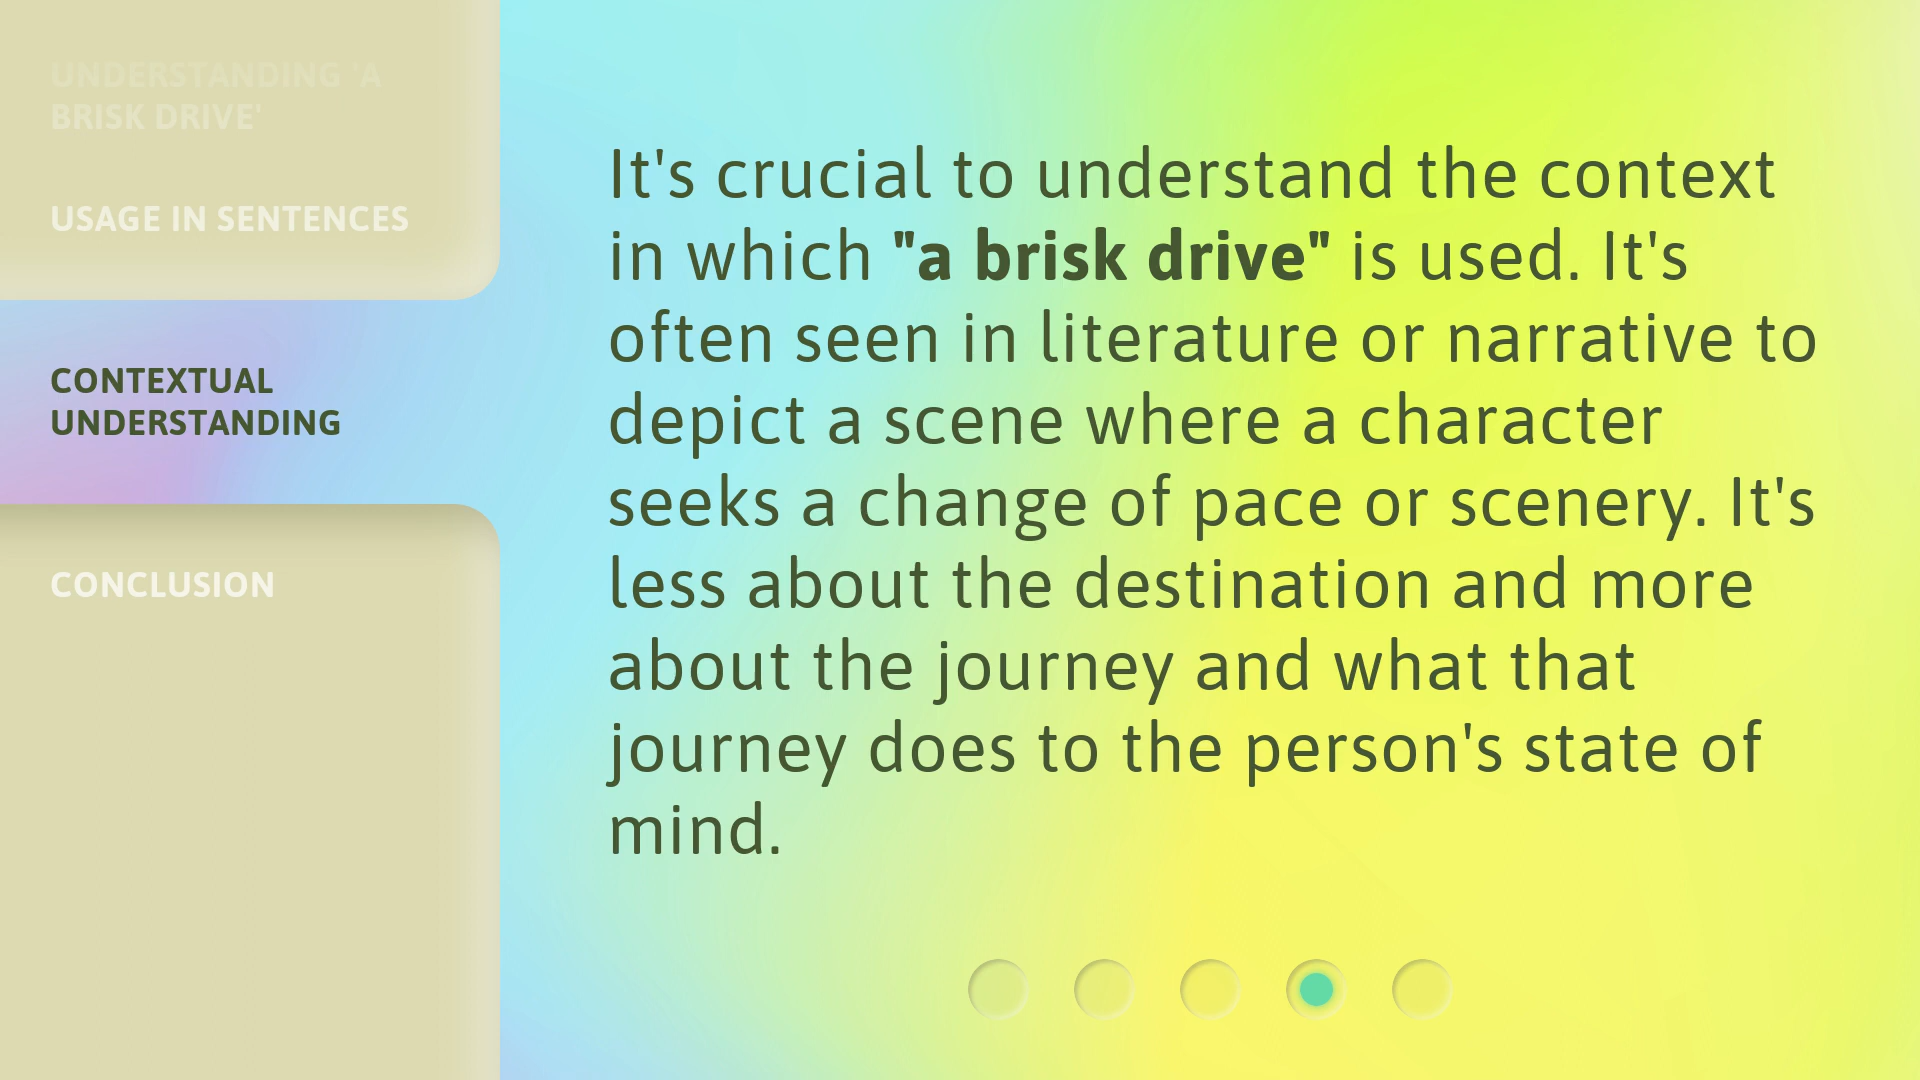 UNDERSTANDING 'A
BRISK DRIVE'
USAGE IN SENTENCES
CONTEXTUAL
UNDERSTANDING
CONCLUSION
It's crucial to understand the context
in which "a brisk drive" is used. It's
often seen in literature or narrative to
depict a scene where a character
seeks a change of pace or scenery. It's
less about the destination and more
about the journey and what that
journey does to the person's state of
mind.